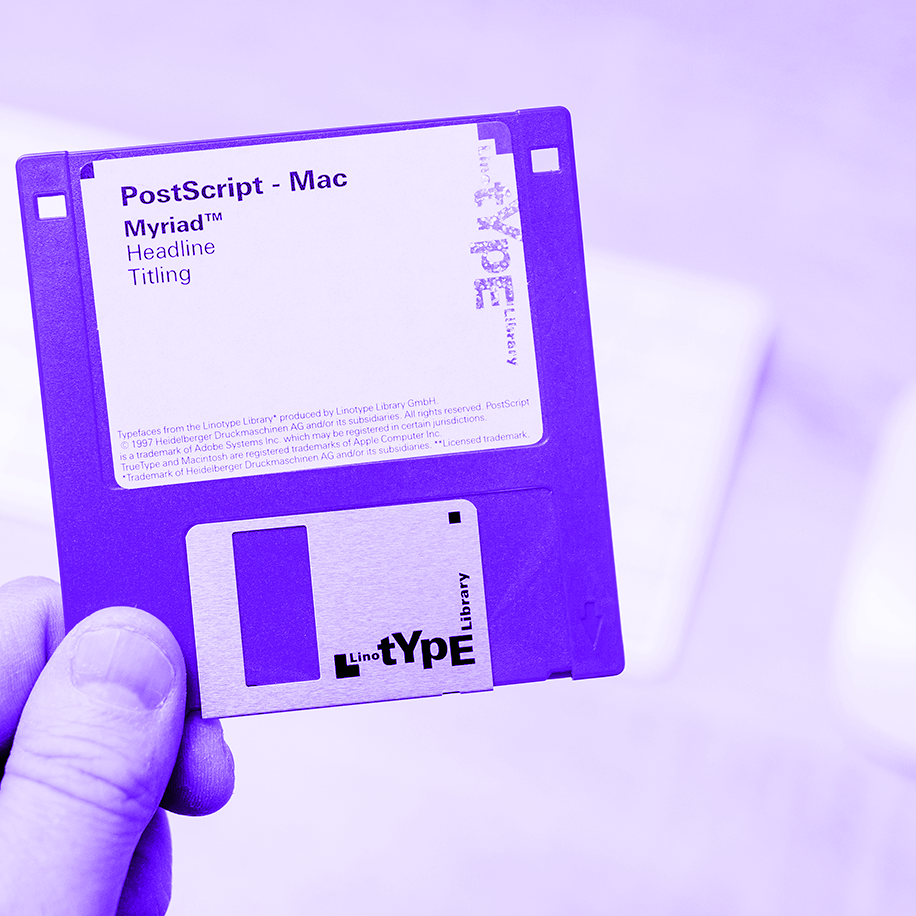 PostScript - Mac
Myriad™
Headline
Titling
Linotype Library
Typefaces from the Linotype Library* produced by Linotype Library GmbH.
© 1997 Heidelberger Druckmaschinen AG and/or its subsidiaries. All rights reserved. PostScript
is a trademark of Adobe Systems Inc. which may be registered in certain jurisdictions.
TrueType and Macintosh are registered trademarks of Apple Computer Inc.
*Trademark of Heidelberger Druckmaschinen AG and/or its subsidiaries. **Licensed trademark.
LinotYpE Library